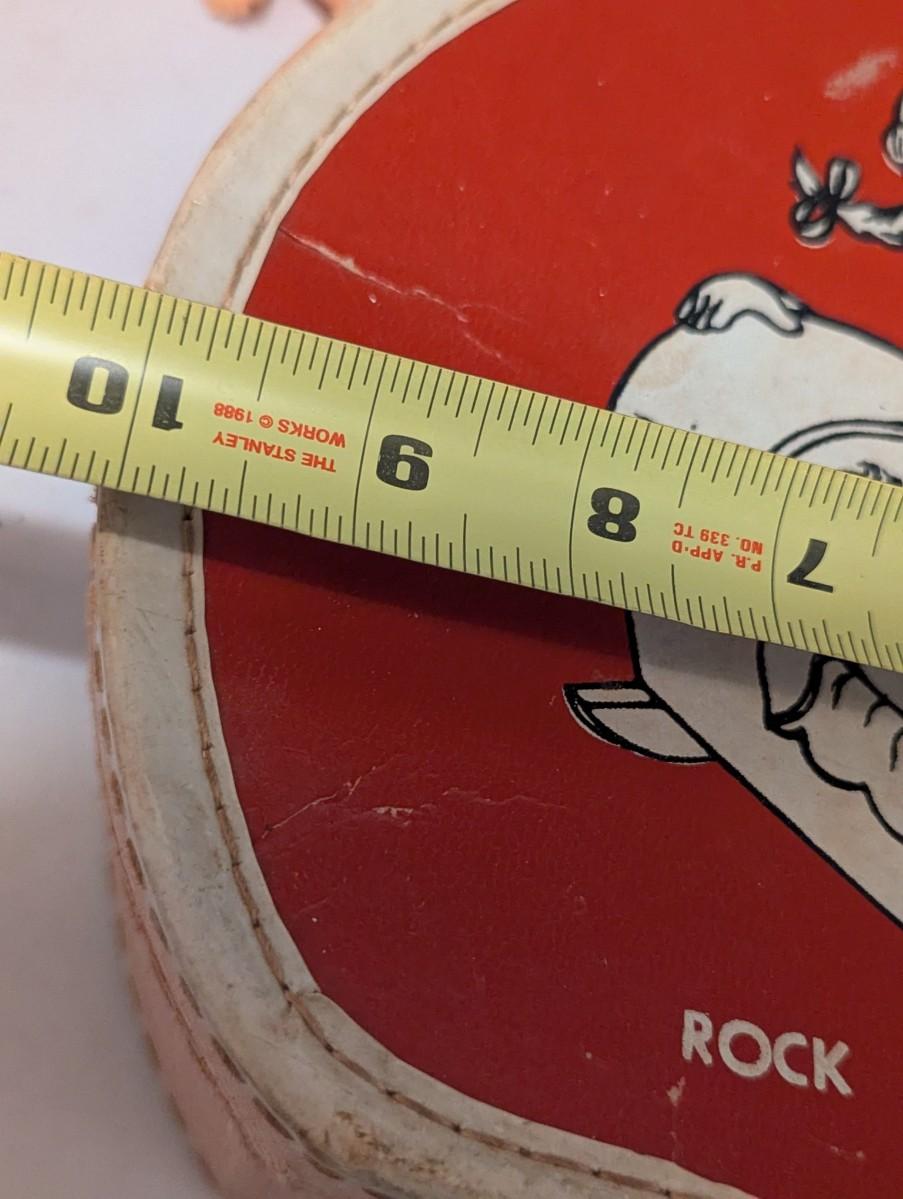 7
P.R. APP'D
NO. 339 TC
8
9
THE STANLEY
WORKS © 1988
10
ROCK